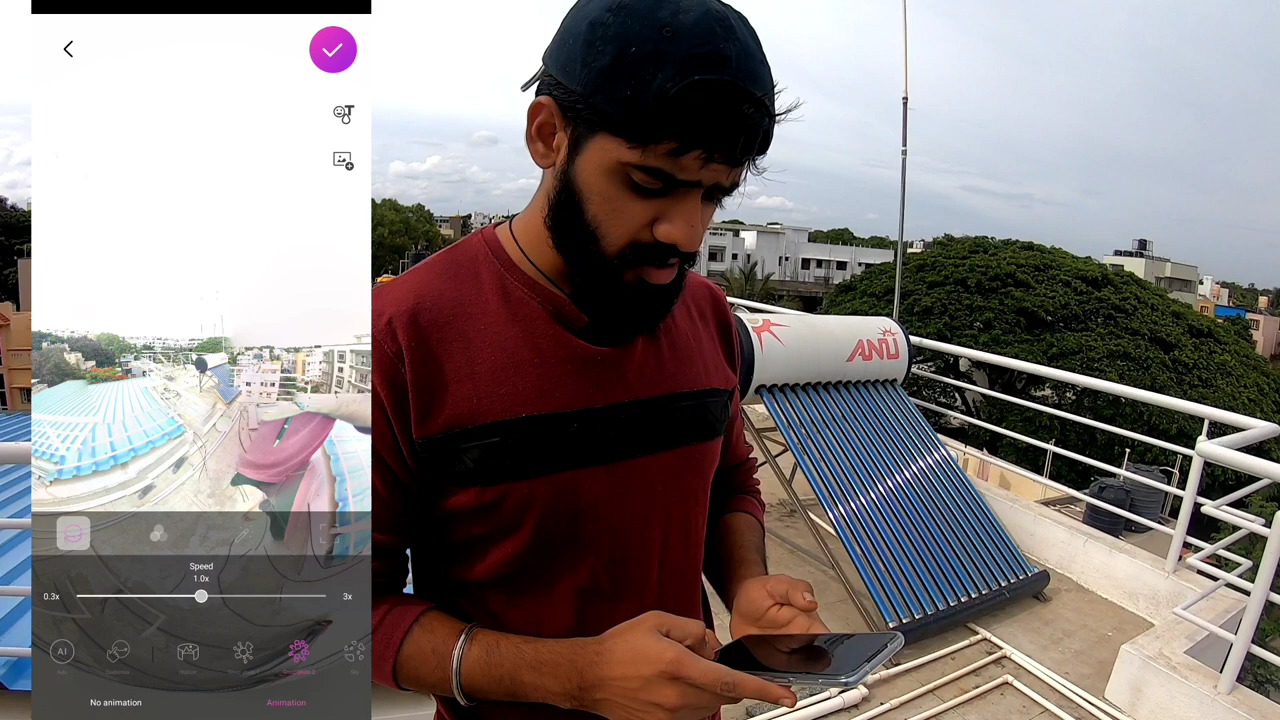 Speed
1.0x
0.3x
3x
AI
No animation
Animation
ANU